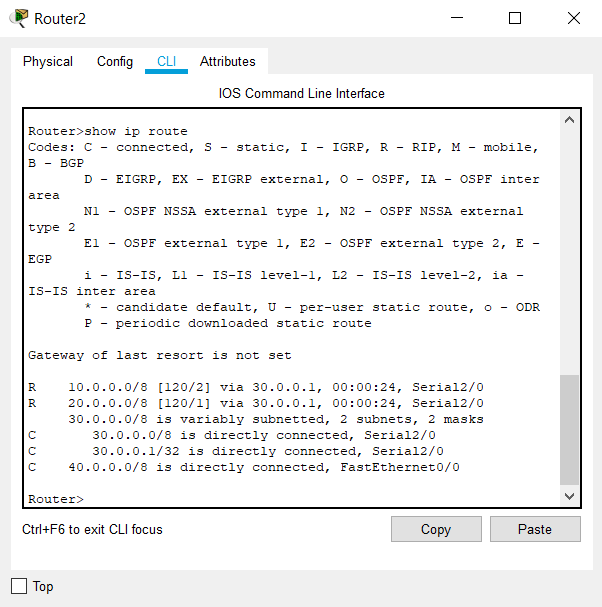 Router2
Physical Config CLI Attributes
IOS Command Line Interface
Router>show ip route
Codes: C - connected, S - static, I - IGRP, R - RIP, M - mobile,
B - BGP
D - EIGRP, EX - EIGRP external, O - OSPF, IA - OSPF inter
area
N1 - OSPF NSSA external type 1, N2 - OSPF NSSA external
type 2
E1 - OSPF external type 1, E2 - OSPF external type 2, E -
EGP
i - IS-IS, L1 - IS-IS level-1, L2 - IS-IS level-2, ia -
IS-IS inter area
* - candidate default, U - per-user static route, o - ODR
P - periodic downloaded static route
Gateway of last resort is not set
R    10.0.0.0/8 [120/2] via 30.0.0.1, 00:00:24, Serial2/0
R    20.0.0.0/8 [120/1] via 30.0.0.1, 00:00:24, Serial2/0
30.0.0.0/8 is variably subnetted, 2 subnets, 2 masks
C       30.0.0.0/8 is directly connected, Serial2/0
C       30.0.0.1/32 is directly connected, Serial2/0
C    40.0.0.0/8 is directly connected, FastEthernet0/0
Router>
Ctrl+F6 to exit CLI focus
Copy Paste
Top